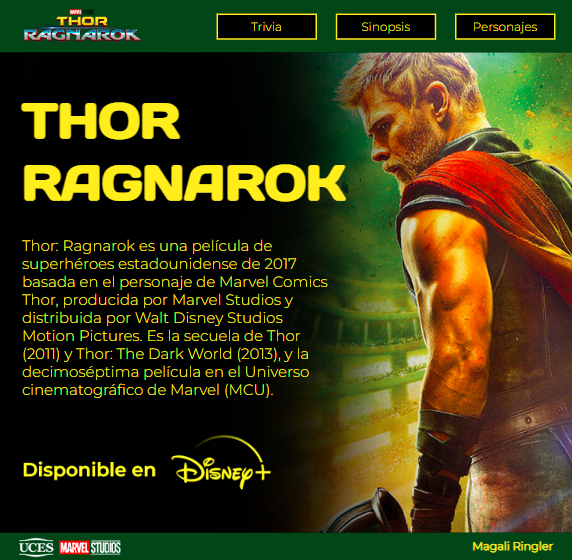 MARVEL STUDIOS
THOR
RAGNAROK
Trivia
Sinopsis
Personajes
THOR
RAGNAROK
Thor: Ragnarok es una película de
superhéroes estadounidense de 2017
basada en el personaje de Marvel Comics
Thor, producida por Marvel Studios y
distribuida por Walt Disney Studios
Motion Pictures. Es la secuela de Thor
(2011) y Thor: The Dark World (2013), y la
decimoséptima película en el Universo
cinematográfico de Marvel (MCU).
Disponible en Disney+
UCES MARVEL STUDIOS
Magali Ringler